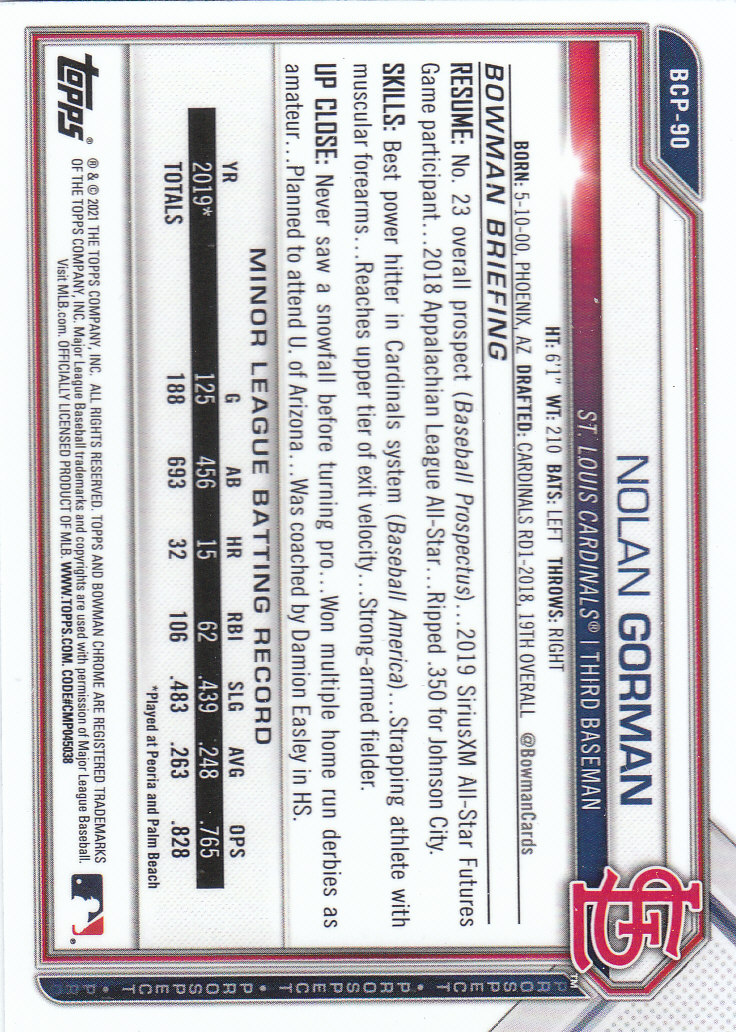 BCP-90
NOLAN GORMAN
ST. LOUIS CARDINALS® | THIRD BASEMAN
HT: 6'1" WT: 210 BATS: LEFT THROWS: RIGHT
BORN: 5-10-00, PHOENIX, AZ DRAFTED: CARDINALS RD1-2018, 19TH OVERALL @BowmanCards
BOWMAN BRIEFING
RESUME: No. 23 overall prospect (Baseball Prospectus)...2019 SiriusXM All-Star Futures
Game participant...2018 Appalachian League All-Star...Ripped .350 for Johnson City.
SKILLS: Best power hitter in Cardinals system (Baseball America)...Strapping athlete with
muscular forearms...Reaches upper tier of exit velocity...Strong-armed fielder.
UP CLOSE: Never saw a snowfall before turning pro...Won multiple home run derbies as
amateur...Planned to attend U. of Arizona...Was coached by Damion Easley in HS.
MINOR LEAGUE BATTING RECORD
YR G AB HR RBI SLG AVG OPS
2019* 125 456 15 62 .439 .248 .765
TOTALS 188 693 32 106 .483 .263 .828
*Played at Peoria and Palm Beach
topps®
® & © 2021 THE TOPPS COMPANY, INC. ALL RIGHTS RESERVED. TOPPS AND BOWMAN CHROME ARE REGISTERED TRADEMARKS
OF THE TOPPS COMPANY, INC. Major League Baseball trademarks and copyrights are used with permission of Major League Baseball.
Visit MLB.com. OFFICIALLY LICENSED PRODUCT OF MLB. WWW.TOPPS.COM. CODE#CMP045038
StL™
PROSPECT • PROSPECT • PROSPECT